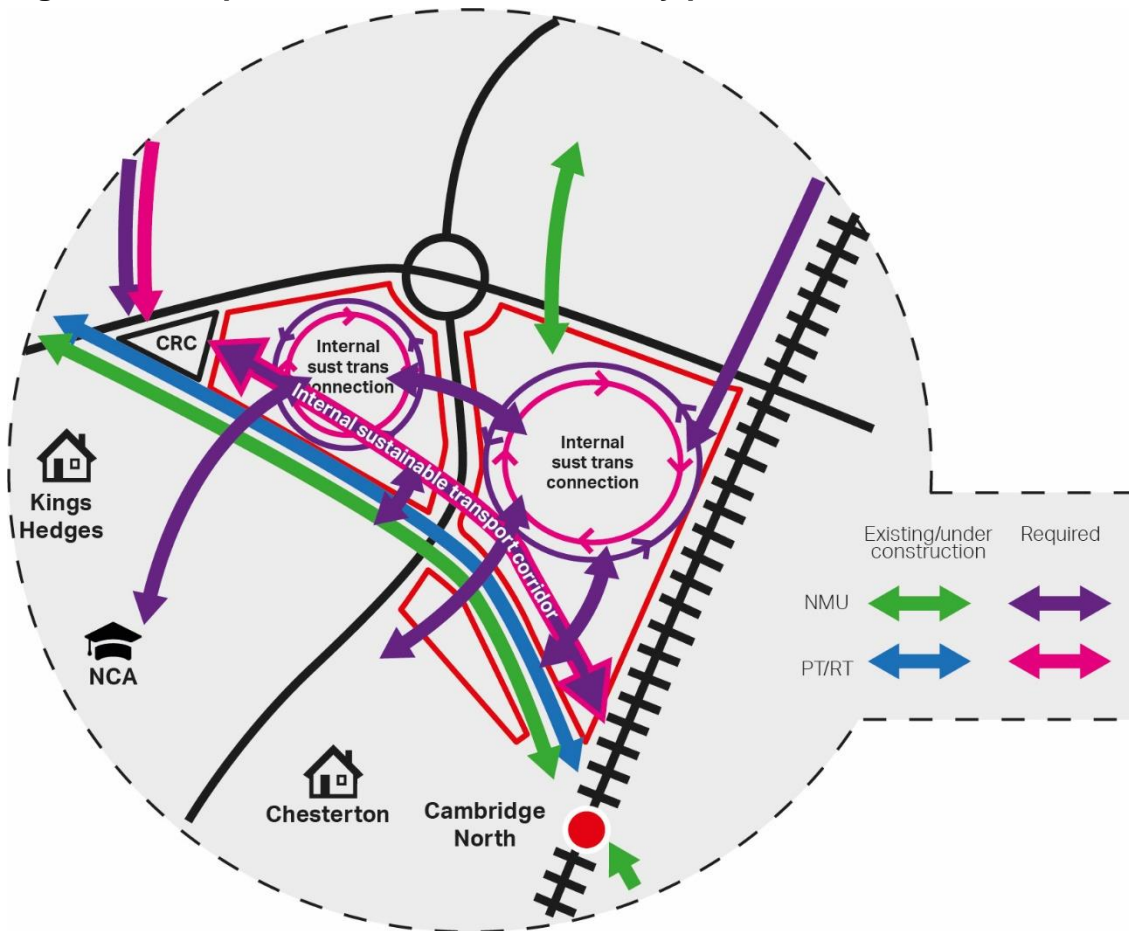 CRC
Internal
sust trans
connection
Internal sustainable transport corridor
Internal
sust trans
connection
Kings
Hedges
NCA
Chesterton
Cambridge
North
Existing/under
construction
Required
NMU
PT/RT